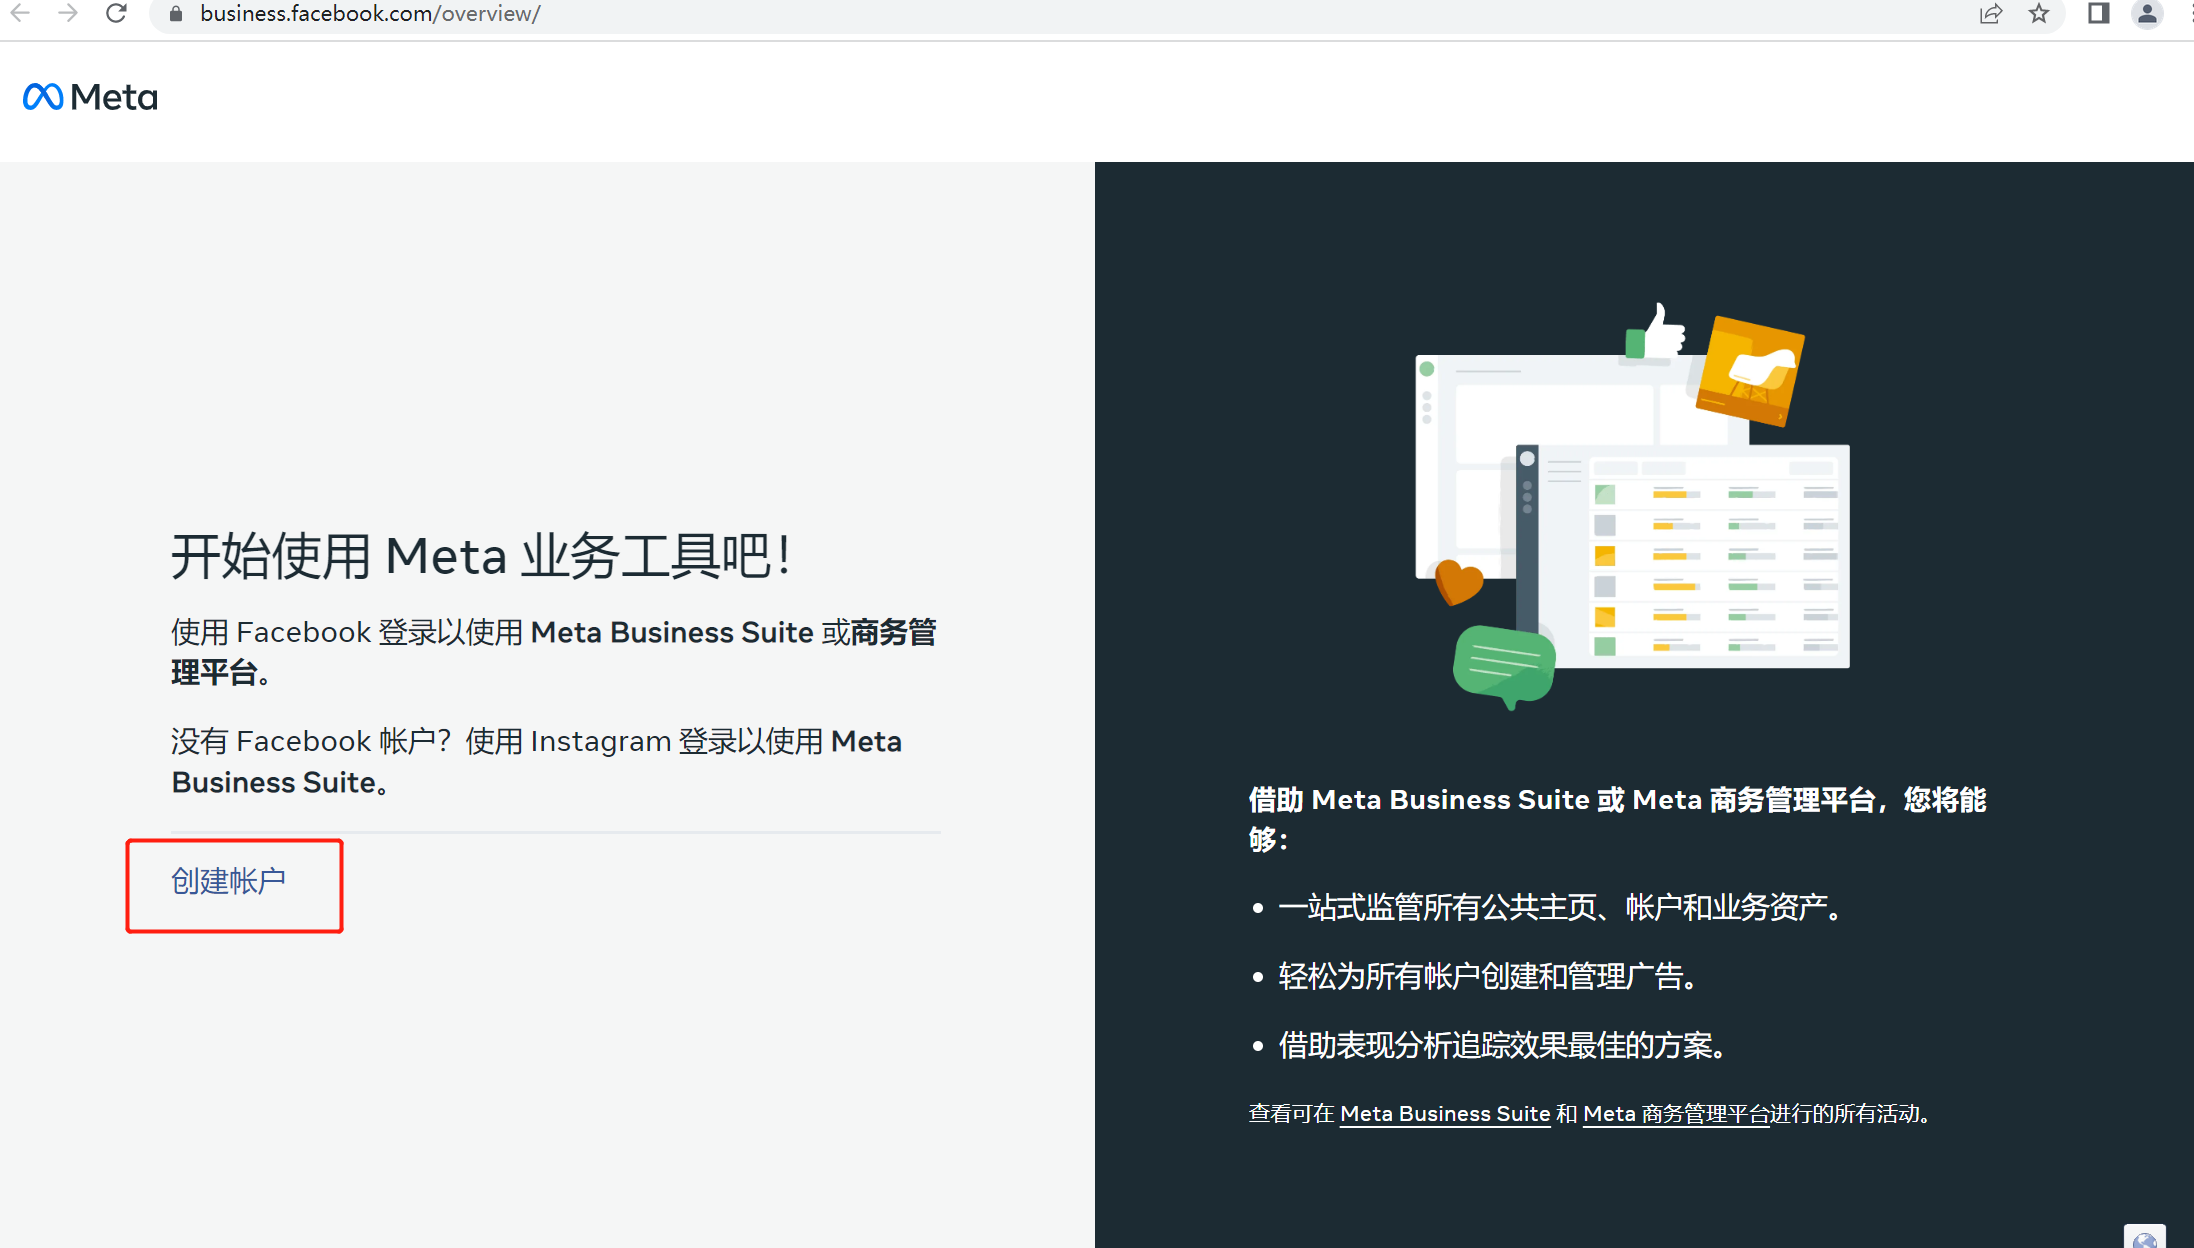 business.facebook.com/overview/
Meta
开始使用 Meta 业务工具吧！
使用 Facebook 登录以使用 Meta Business Suite 或商务管
理平台。
没有 Facebook 帐户？使用 Instagram 登录以使用 Meta
Business Suite。
创建帐户
借助 Meta Business Suite 或 Meta 商务管理平台，您将能
够：
• 一站式监管所有公共主页、帐户和业务资产。
• 轻松为所有帐户创建和管理广告。
• 借助表现分析追踪效果最佳的方案。
查看可在 Meta Business Suite 和 Meta 商务管理平台进行的所有活动。